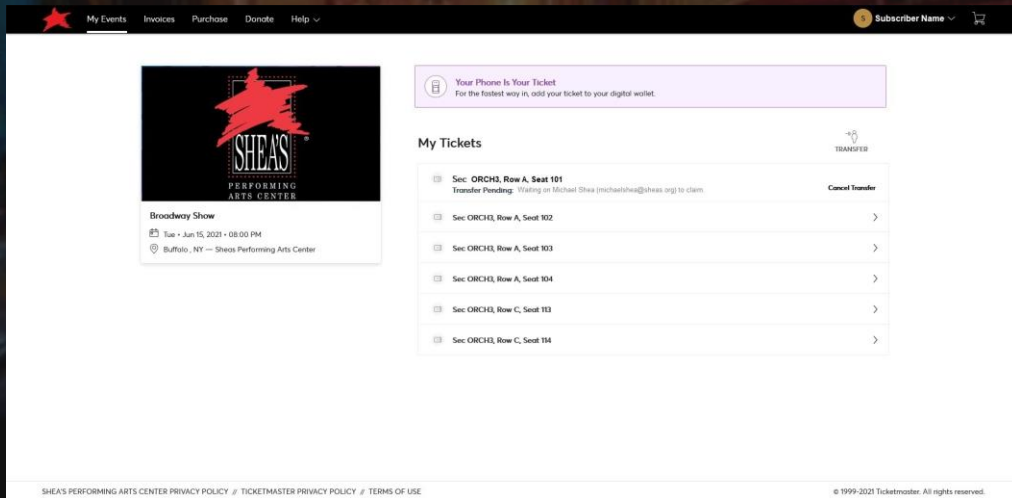 My Events Invoices Purchase Donate Help
S Subscriber Name
SHEA'S ®
PERFORMING
ARTS CENTER
Broadway Show
Tue • Jun 15, 2021 • 08:00 PM
Buffalo , NY — Sheas Performing Arts Center
Your Phone Is Your Ticket
For the fastest way in, add your ticket to your digital wallet.
My Tickets
TRANSFER
Sec ORCH3, Row A, Seat 101
Transfer Pending: Waiting on Michael Shea (michaelshea@sheas.org) to claim
Cancel Transfer
Sec ORCH3, Row A, Seat 102
Sec ORCH3, Row A, Seat 103
Sec ORCH3, Row A, Seat 104
Sec ORCH3, Row C, Seat 113
Sec ORCH3, Row C, Seat 114
SHEA'S PERFORMING ARTS CENTER PRIVACY POLICY // TICKETMASTER PRIVACY POLICY // TERMS OF USE
© 1999-2021 Ticketmaster. All rights reserved.